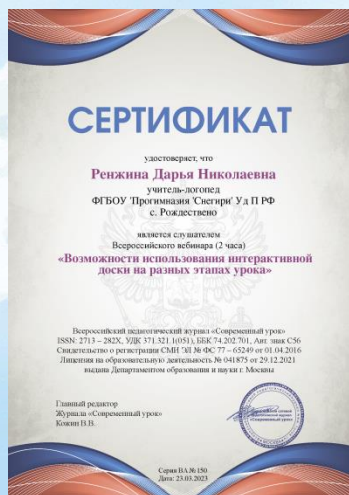 СЕРТИФИКАТ
удостоверяет, что
Ренжина Дарья Николаевна
учитель-логопед
ФГБОУ 'Прогимназия 'Снегири' Уд П РФ
с. Рождествено
является слушателем
Всероссийского вебинара (2 часа)
«Возможности использования интерактивной
доски на разных этапах урока»
Всероссийский педагогический журнал «Современный урок»
ISSN: 2713 – 282X, УДК 371.321.1(051), ББК 74.202.701, Авт. знак С56
Свидетельство о регистрации СМИ ЭЛ № ФС 77 – 65249 от 01.04.2016
Лицензия на образовательную деятельность № 041875 от 29.12.2021
выдана Департаментом образования и науки г. Москвы
Главный редактор
Журнала «Современный урок»
Кожин В.В.
«Современный урок»
Серия ВА № 150
Дата: 23.03.2023